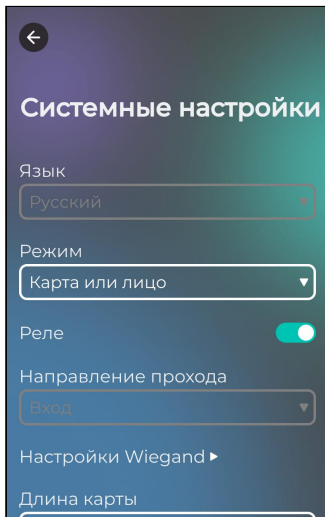 Системные настройки
Язык
Русский
Режим
Карта или лицо
Реле
Направление прохода
Вход
Настройки Wiegand
Длина карты